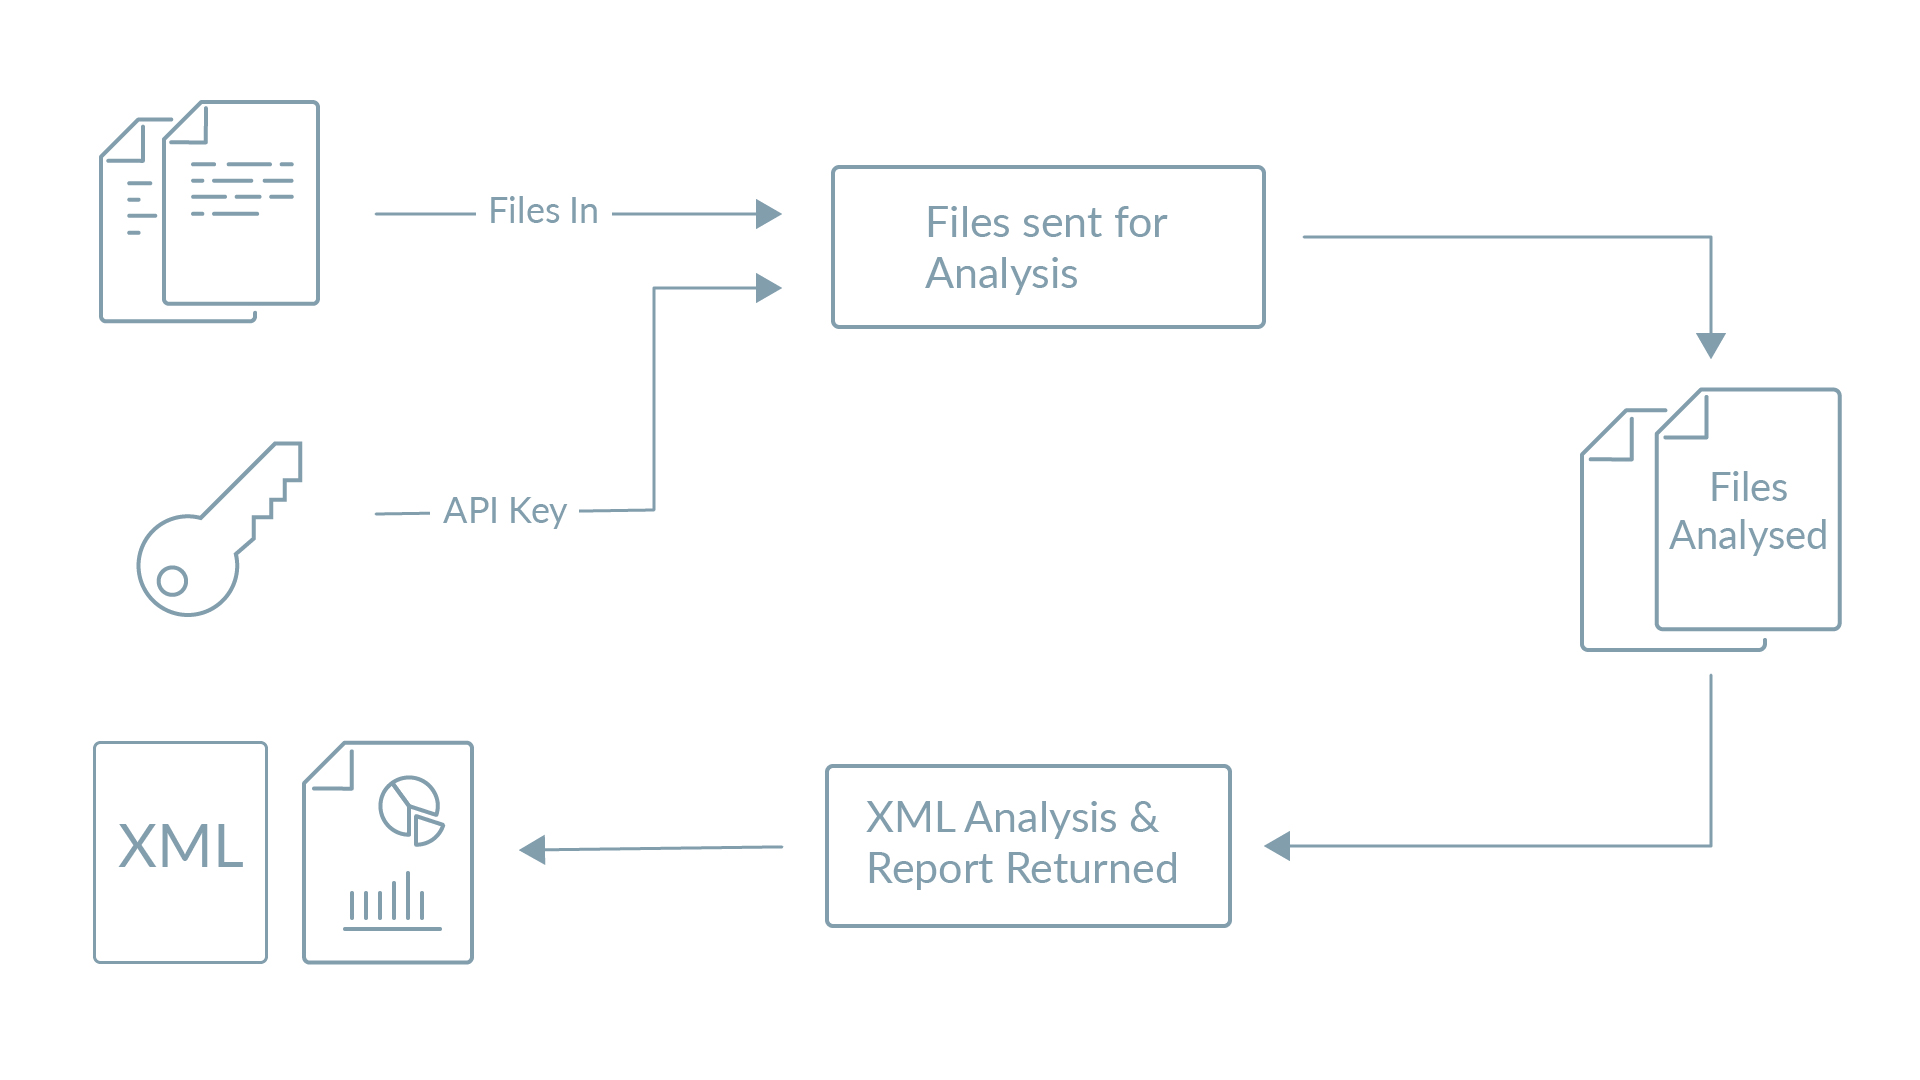 Files In
Files sent for
Analysis
API Key
Files
Analysed
XML Analysis &
Report Returned
XML